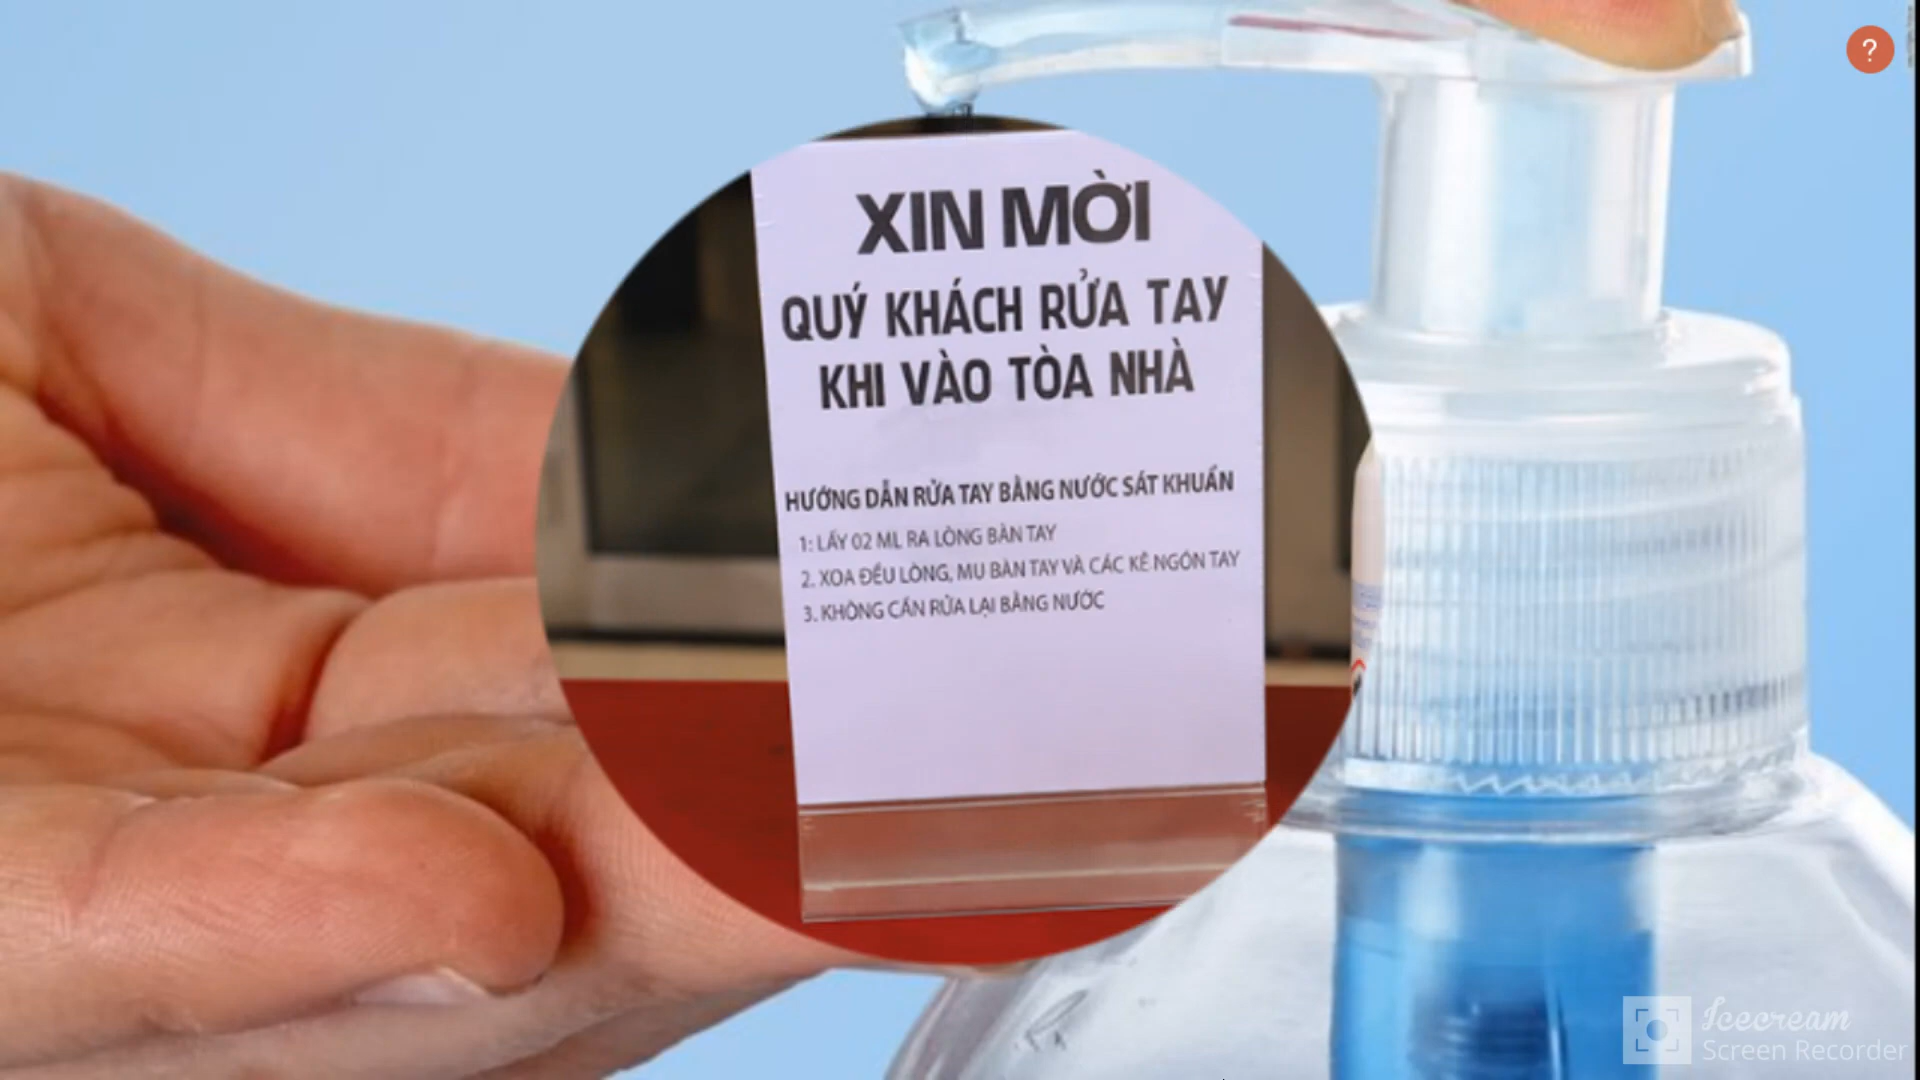 XIN MỜI
QUÝ KHÁCH RỬA TAY
KHI VÀO TÒA NHÀ
HƯỚNG DẪN RỬA TAY BẰNG NƯỚC SÁT KHUẨN
1: LẤY 02 ML RA LÒNG BÀN TAY
2. XOA ĐỀU LÒNG, MU BÀN TAY VÀ CÁC KẼ NGÓN TAY
3. KHÔNG CẦN RỬA LẠI BẰNG NƯỚC
?
Icecream
Screen Recorder